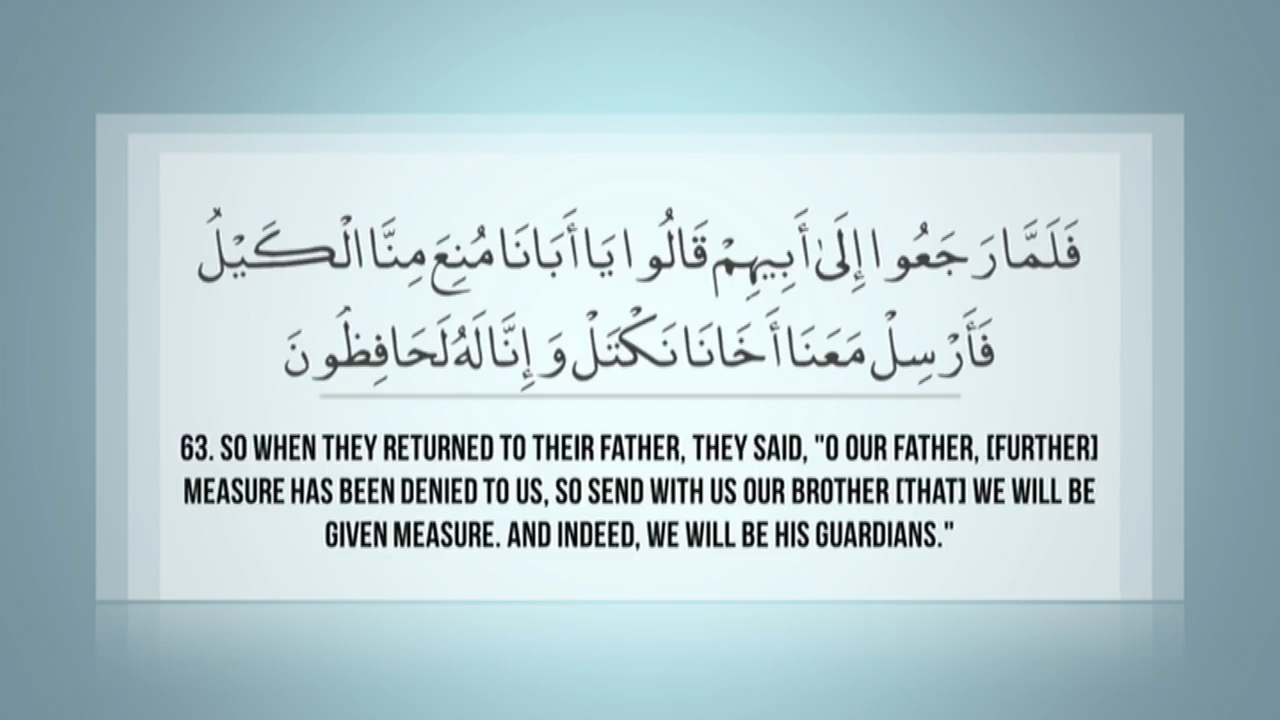 فَلَمَّا رَجَعُوا إِلَىٰ أَبِيهِمْ قَالُوا يَا أَبَانَا مُنِعَ مِنَّا الْكَيْلُ
فَأَرْسِلْ مَعَنَا أَخَانَا نَكْتَلْ وَإِنَّا لَهُ لَحَافِظُونَ
63. SO WHEN THEY RETURNED TO THEIR FATHER, THEY SAID, "O OUR FATHER, [FURTHER]
MEASURE HAS BEEN DENIED TO US, SO SEND WITH US OUR BROTHER [THAT] WE WILL BE
GIVEN MEASURE. AND INDEED, WE WILL BE HIS GUARDIANS."